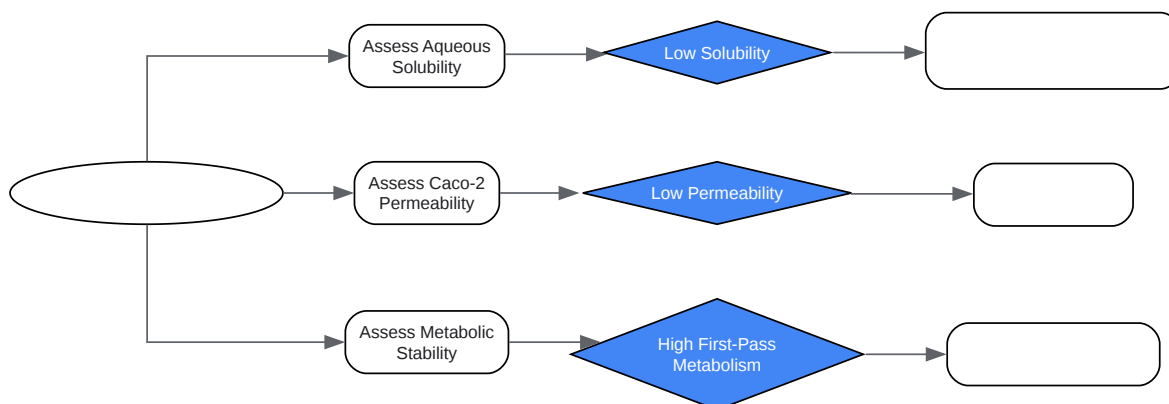 Assess Aqueous
Solubility
Low Solubility
Assess Caco-2
Permeability
Low Permeability
Assess Metabolic
Stability
High First-Pass
Metabolism